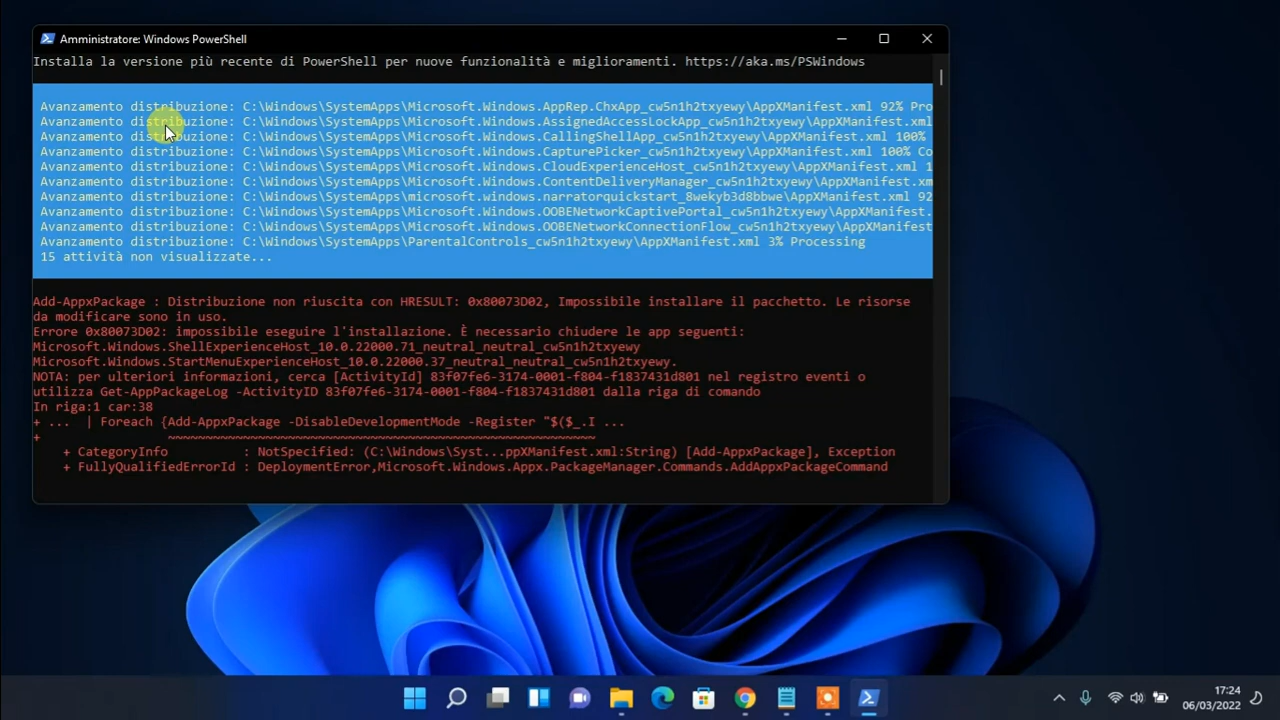 Amministratore: Windows PowerShell
Installa la versione più recente di PowerShell per nuove funzionalità e miglioramenti. https://aka.ms/PSWindows
Avanzamento distribuzione: C:\Windows\SystemApps\Microsoft.Windows.AppRep.ChxApp_cw5n1h2txyewy\AppXManifest.xml 92% Pro
Avanzamento distribuzione: C:\Windows\SystemApps\Microsoft.Windows.AssignedAccessLockApp_cw5n1h2txyewy\AppXManifest.xml
Avanzamento distribuzione: C:\Windows\SystemApps\Microsoft.Windows.CallingShellApp_cw5n1h2txyewy\AppXManifest.xml 100%
Avanzamento distribuzione: C:\Windows\SystemApps\Microsoft.Windows.CapturePicker_cw5n1h2txyewy\AppXManifest.xml 100% Co
Avanzamento distribuzione: C:\Windows\SystemApps\Microsoft.Windows.CloudExperienceHost_cw5n1h2txyewy\AppXManifest.xml 1
Avanzamento distribuzione: C:\Windows\SystemApps\Microsoft.Windows.ContentDeliveryManager_cw5n1h2txyewy\AppXManifest.xm
Avanzamento distribuzione: C:\Windows\SystemApps\microsoft.windows.narratorquickstart_8wekyb3d8bbwe\AppXManifest.xml 92
Avanzamento distribuzione: C:\Windows\SystemApps\Microsoft.Windows.OOBENetworkCaptivePortal_cw5n1h2txyewy\AppXManifest.
Avanzamento distribuzione: C:\Windows\SystemApps\Microsoft.Windows.OOBENetworkConnectionFlow_cw5n1h2txyewy\AppXManifest
Avanzamento distribuzione: C:\Windows\SystemApps\ParentalControls_cw5n1h2txyewy\AppXManifest.xml 3% Processing
15 attività non visualizzate...
Add-AppxPackage : Distribuzione non riuscita con HRESULT: 0x80073D02, Impossibile installare il pacchetto. Le risorse
da modificare sono in uso.
Errore 0x80073D02: impossibile eseguire l'installazione. È necessario chiudere le app seguenti:
Microsoft.Windows.ShellExperienceHost_10.0.22000.71_neutral_neutral_cw5n1h2txyewy
Microsoft.Windows.StartMenuExperienceHost_10.0.22000.37_neutral_neutral_cw5n1h2txyewy.
NOTA: per ulteriori informazioni, cerca [ActivityId] 83f07fe6-3174-0001-f804-f1837431d801 nel registro eventi o
utilizza Get-AppPackageLog -ActivityID 83f07fe6-3174-0001-f804-f1837431d801 dalla riga di comando
In riga:1 car:38
+ ...  | Foreach {Add-AppxPackage -DisableDevelopmentMode -Register "$($_.I ...
+ ~~~~~~~~~~~~~~~~~~~~~~~~~~~~~~~~~~~~~~~~~~~~~~~~~~~~~~~~~
+ CategoryInfo : NotSpecified: (C:\Windows\Syst...ppXManifest.xml:String) [Add-AppxPackage], Exception
+ FullyQualifiedErrorId : DeploymentError,Microsoft.Windows.Appx.PackageManager.Commands.AddAppxPackageCommand
17:24
06/03/2022